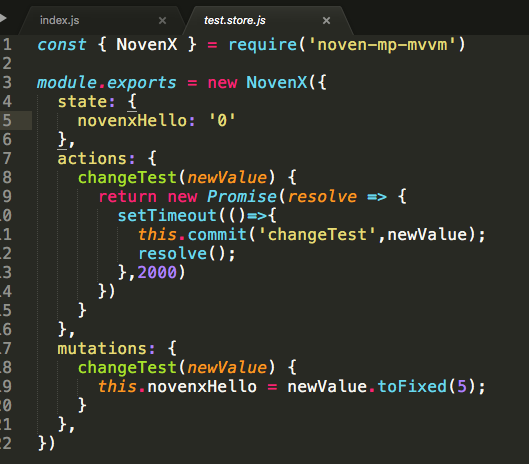 index.js × test.store.js ×
1 const { NovenX } = require('noven-mp-mvvm')
2
3 module.exports = new NovenX({
4   state: {
5     novenxHello: '0'
6   },
7   actions: {
8     changeTest(newValue) {
9       return new Promise(resolve => {
10         setTimeout(()=>{
11           this.commit('changeTest',newValue);
12           resolve();
13         },2000)
14       })
15     }
16   },
17   mutations: {
18     changeTest(newValue) {
19       this.novenxHello = newValue.toFixed(5);
20     }
21   },
22 })